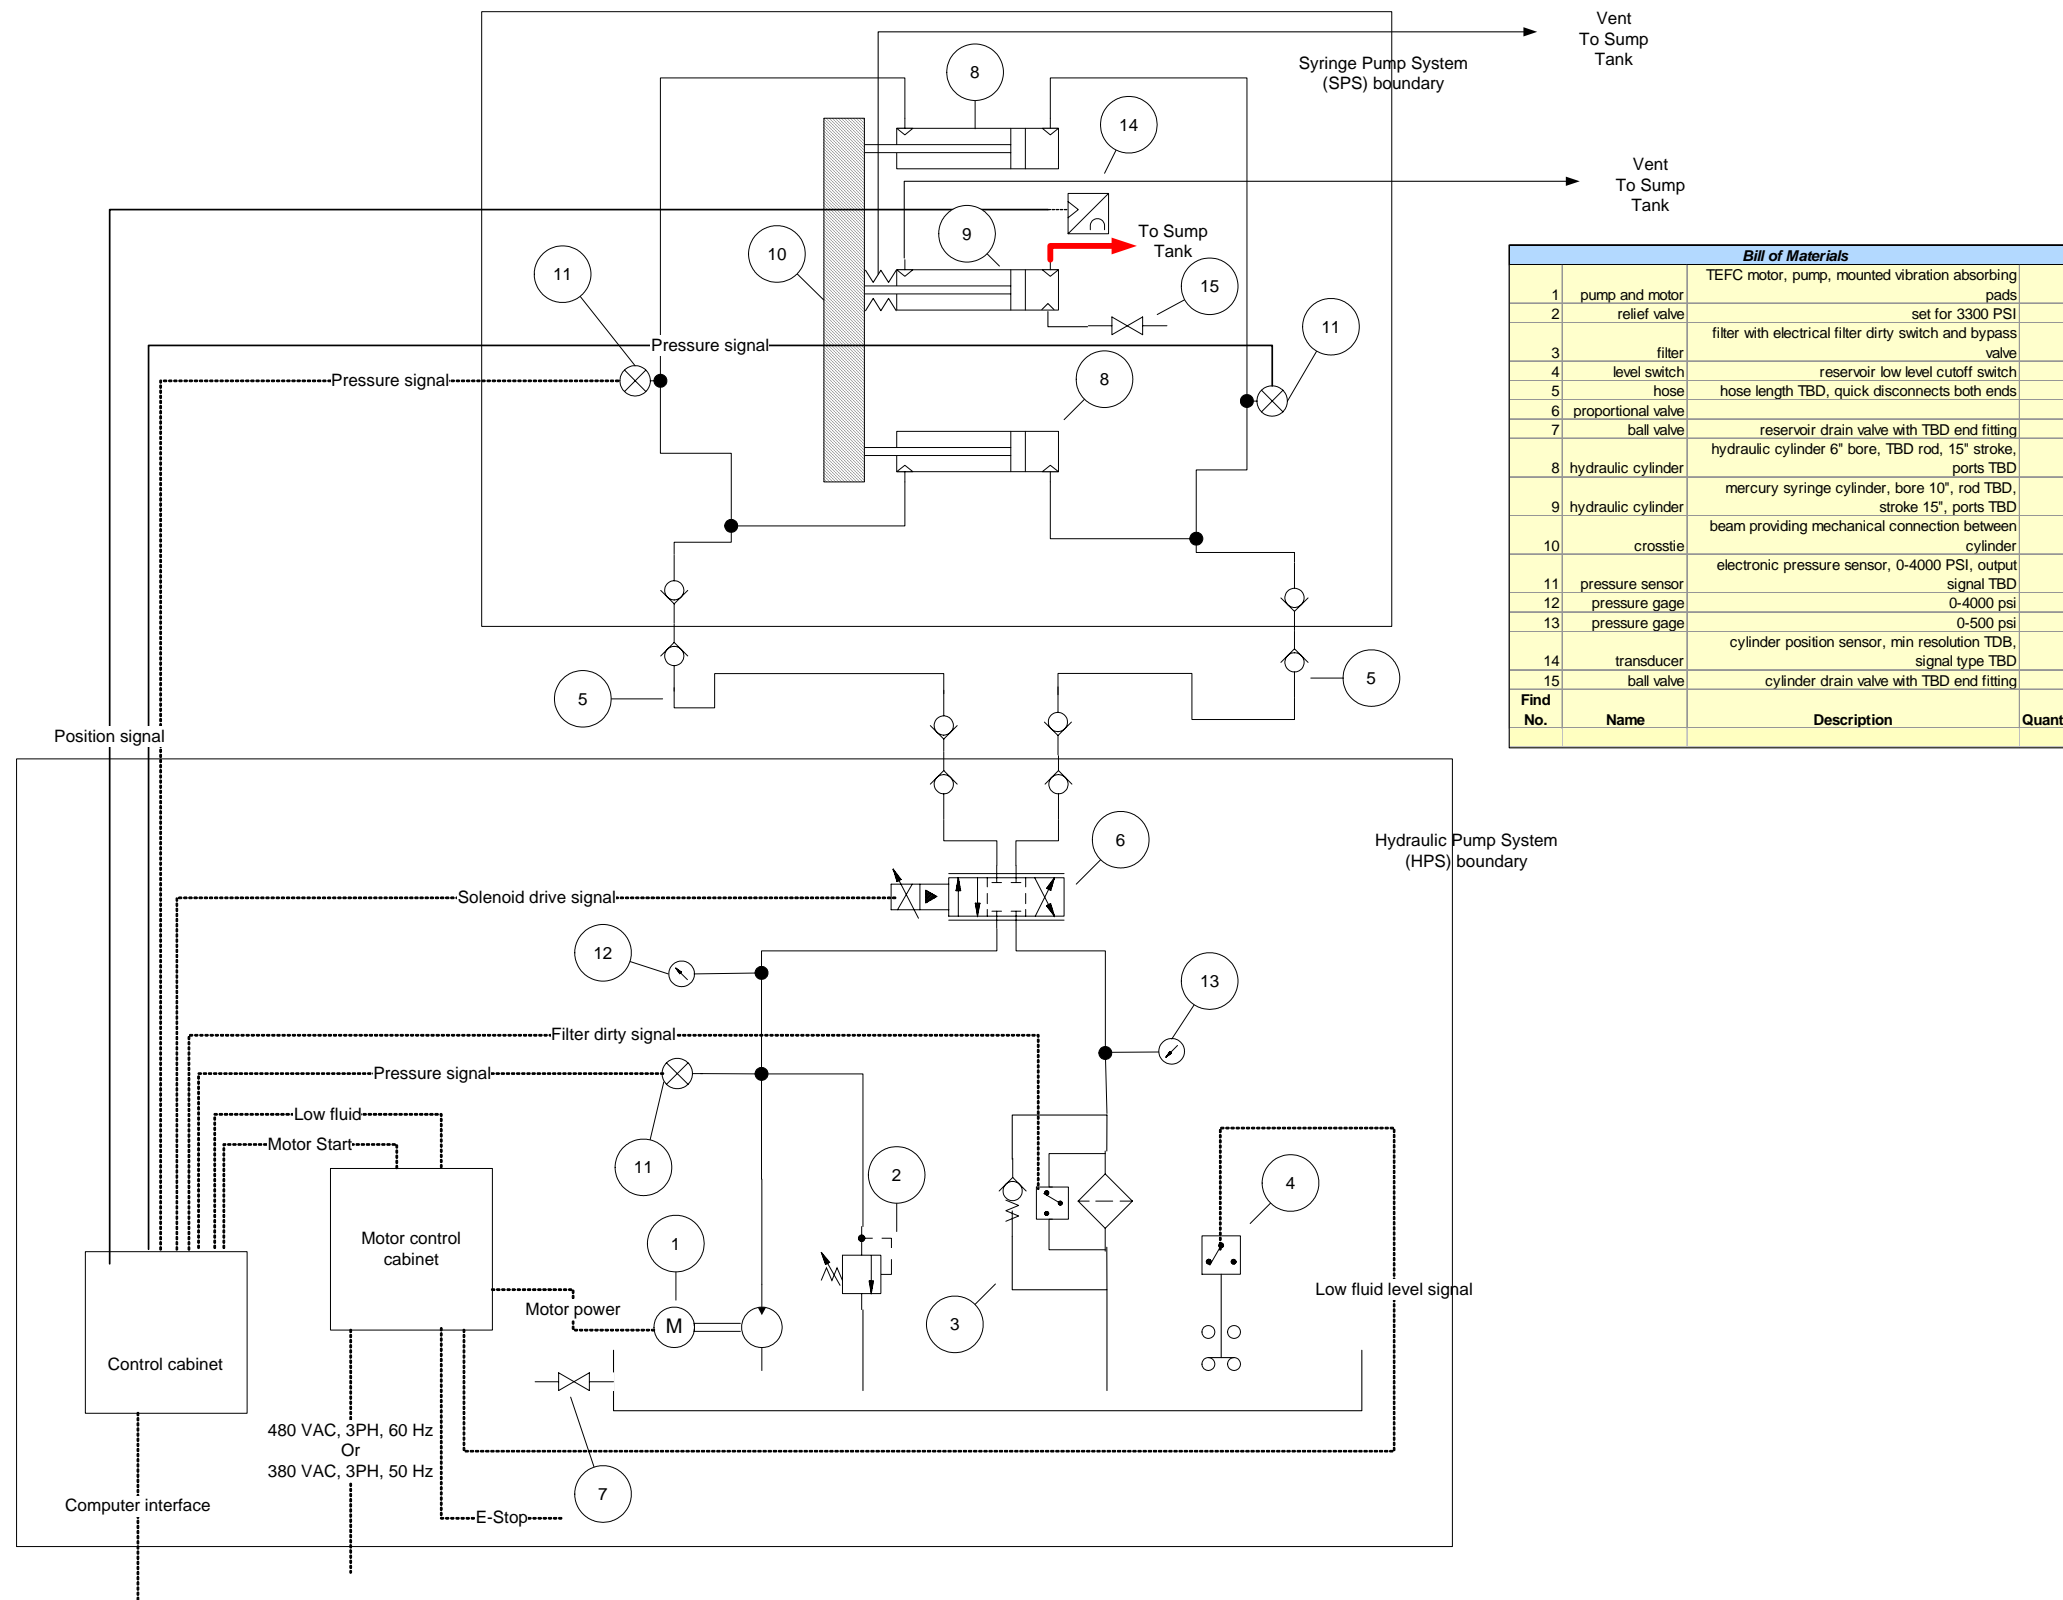 Vent
To Sump
Tank
Syringe Pump System
(SPS) boundary
8
14
Vent
To Sump
Tank
9
To Sump
Tank
10
11
15
11
Pressure signal
Pressure signal
8
5
5
Position signal
Bill of Materials
1 pump and motor TEFC motor, pump, mounted vibration absorbing
pads
2 relief valve set for 3300 PSI
3 filter filter with electrical filter dirty switch and bypass
valve
4 level switch reservoir low level cutoff switch
5 hose hose length TBD, quick disconnects both ends
6 proportional valve
7 ball valve reservoir drain valve with TBD end fitting
8 hydraulic cylinder hydraulic cylinder 6" bore, TBD rod, 15" stroke,
ports TBD
9 hydraulic cylinder mercury syringe cylinder, bore 10", rod TBD,
stroke 15", ports TBD
10 crosstie beam providing mechanical connection between
cylinder
11 pressure sensor electronic pressure sensor, 0-4000 PSI, output
signal TBD
12 pressure gage 0-4000 psi
13 pressure gage 0-500 psi
14 transducer cylinder position sensor, min resolution TDB,
signal type TBD
15 ball valve cylinder drain valve with TBD end fitting
Find
No. Name Description Quant
6
Hydraulic Pump System
(HPS) boundary
Solenoid drive signal
12
13
Filter dirty signal
Pressure signal
Low fluid
Motor Start
11
2
4
1
Motor control
cabinet
Motor power
M
3
Low fluid level signal
Control cabinet
480 VAC, 3PH, 60 Hz
Or
380 VAC, 3PH, 50 Hz
7
Computer interface
E-Stop